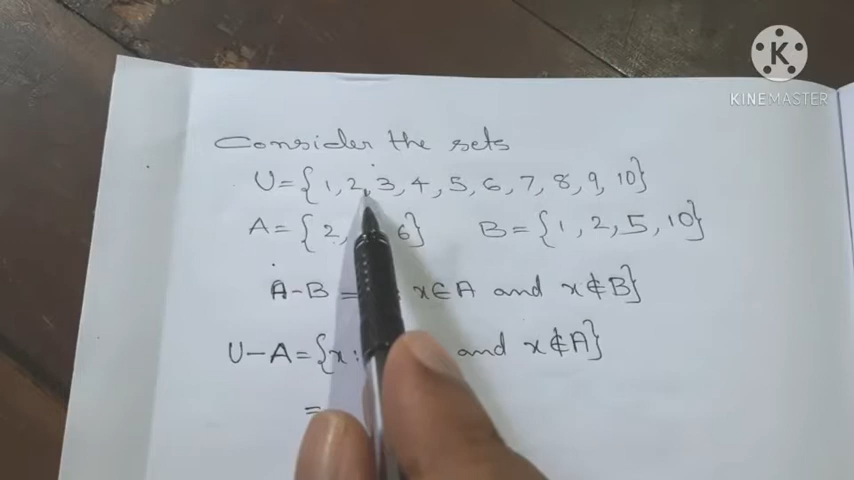 K
KINEMASTER
Consider the sets
U={1,2,3,4,5,6,7,8,9,10}
A={2, 6} B={1,2,5,10}
A-B = x∈A and x∉B}
U-A={x: and x∉A}
=